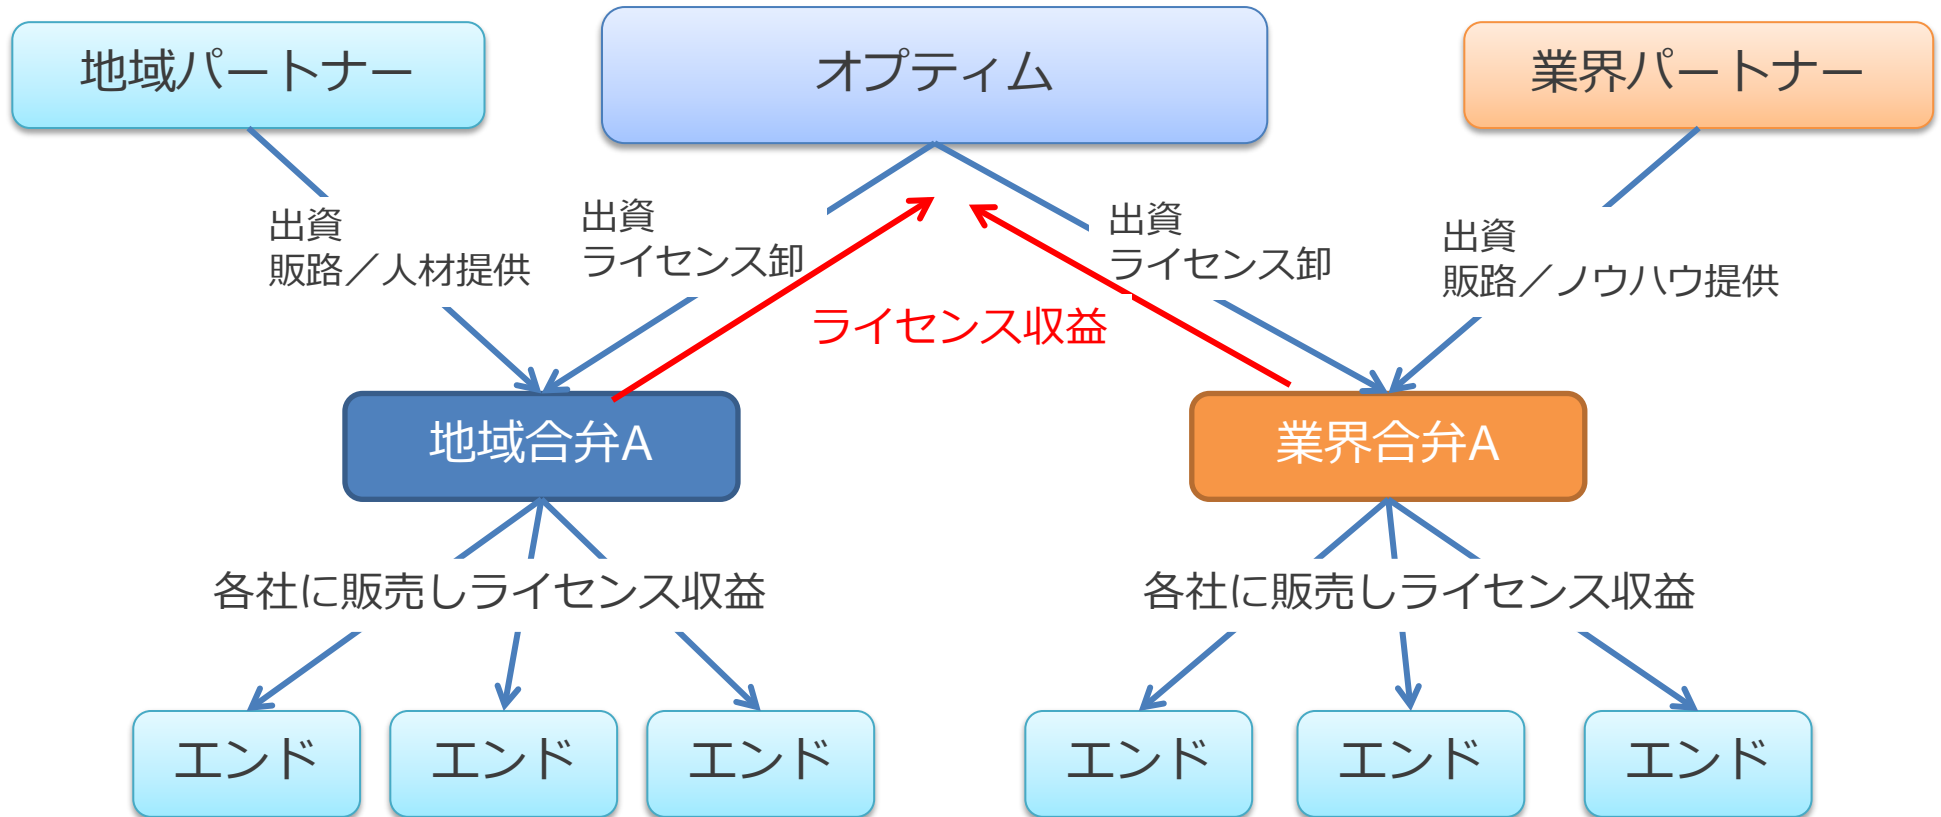 地域パートナー
オプティム
業界パートナー
出資
販路／人材提供
出資
ライセンス卸
出資
ライセンス卸
出資
販路／ノウハウ提供
ライセンス収益
地域合弁A
業界合弁A
各社に販売しライセンス収益
各社に販売しライセンス収益
エンド
エンド
エンド
エンド
エンド
エンド